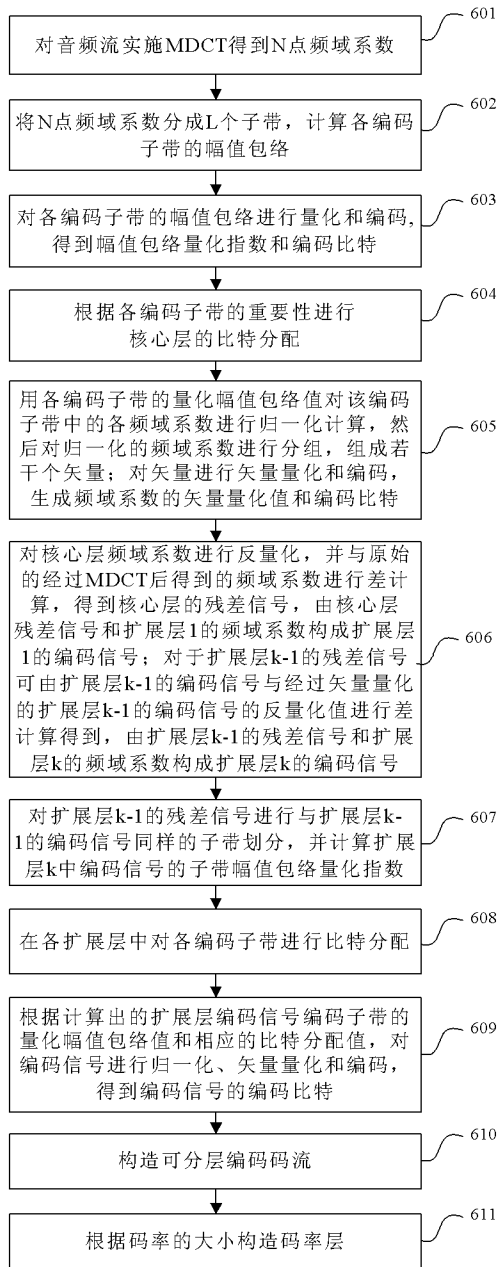 对音频流实施MDCT得到N点频域系数
601
将N点频域系数分成L个子带，计算各编码
子带的幅值包络
602
对各编码子带的幅值包络进行量化和编码,
得到幅值包络量化指数和编码比特
603
根据各编码子带的重要性进行
核心层的比特分配
604
用各编码子带的量化幅值包络值对该编码
子带中的各频域系数进行归一化计算，然
后对归一化的频域系数进行分组，组成若
干个矢量；对矢量进行矢量量化和编码，
生成频域系数的矢量量化值和编码比特
605
对核心层频域系数进行反量化，并与原始
的经过MDCT后得到的频域系数进行差计
算，得到核心层的残差信号，由核心层
残差信号和扩展层1的频域系数构成扩展层
1的编码信号；对于扩展层k-1的残差信号
可由扩展层k-1的编码信号与经过矢量量化
的扩展层k-1的编码信号的反量化值进行差
计算得到，由扩展层k-1的残差信号和扩展
层k的频域系数构成扩展层k的编码信号
606
对扩展层k-1的残差信号进行与扩展层k-
1的编码信号同样的子带划分，并计算扩展
层k中编码信号的子带幅值包络量化指数
607
在各扩展层中对各编码子带进行比特分配
608
根据计算出的扩展层编码信号编码子带的
量化幅值包络值和相应的比特分配值，对
编码信号进行归一化、矢量量化和编码，
得到编码信号的编码比特
609
构造可分层编码码流
610
根据码率的大小构造码率层
611